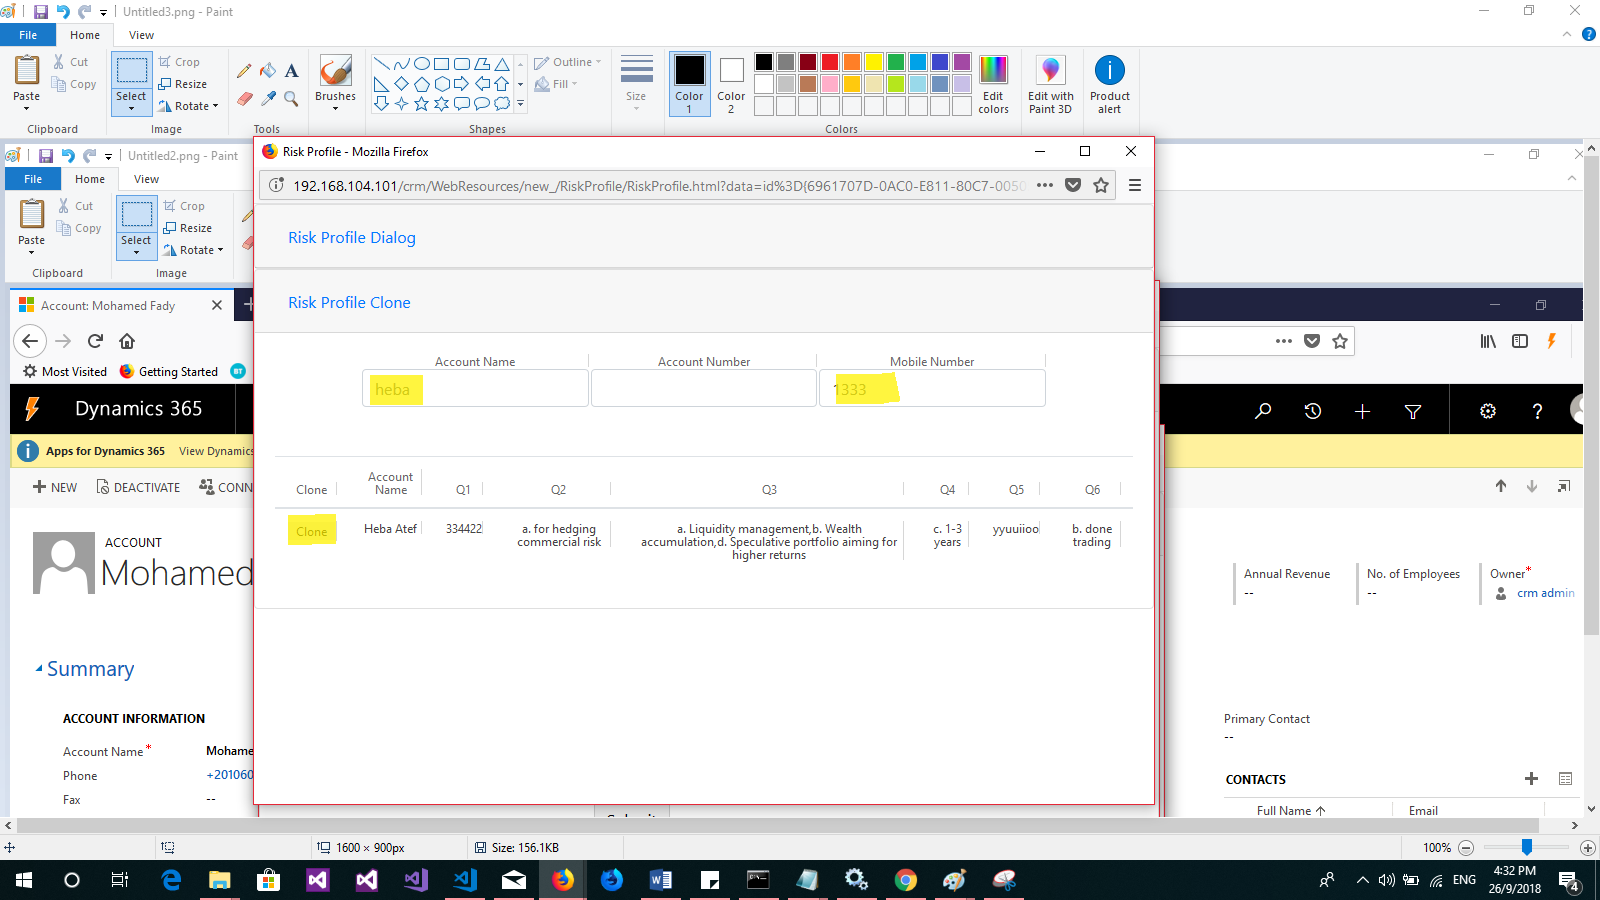 Untitled3.png - Paint
File Home View
Paste Cut Copy Select Crop Resize Rotate Brushes Outline Fill Size Color 1 Color 2 Edit colors Edit with Paint 3D Product alert
Clipboard Image Tools Shapes Colors
Untitled2.png - Paint
File Home View
Paste Cut Copy Select Crop Resize Rotate
Clipboard Image
Risk Profile - Mozilla Firefox
192.168.104.101/crm/WebResources/new_/RiskProfile/RiskProfile.html?data=id%3D{6961707D-0AC0-E811-80C7-0050
Risk Profile Dialog
Risk Profile Clone
Account Name Account Number Mobile Number
heba 1333
Clone Account Name Q1 Q2 Q3 Q4 Q5 Q6
Clone Heba Atef 334422 a. for hedging commercial risk a. Liquidity management,b. Wealth accumulation,d. Speculative portfolio aiming for higher returns c. 1-3 years yyuuiioo b. done trading
Account: Mohamed Fady
Most Visited Getting Started BT
Dynamics 365
Apps for Dynamics 365 View Dynamics
NEW DEACTIVATE CONN
ACCOUNT
Mohamed
Annual Revenue No. of Employees Owner*
-- -- crm admin
Summary
ACCOUNT INFORMATION
Account Name* Mohame
Phone +201060
Fax --
Primary Contact
--
CONTACTS
Full Name Email
1600 × 900px Size: 156.1KB 100%
ENG 4:32 PM
26/9/2018 4